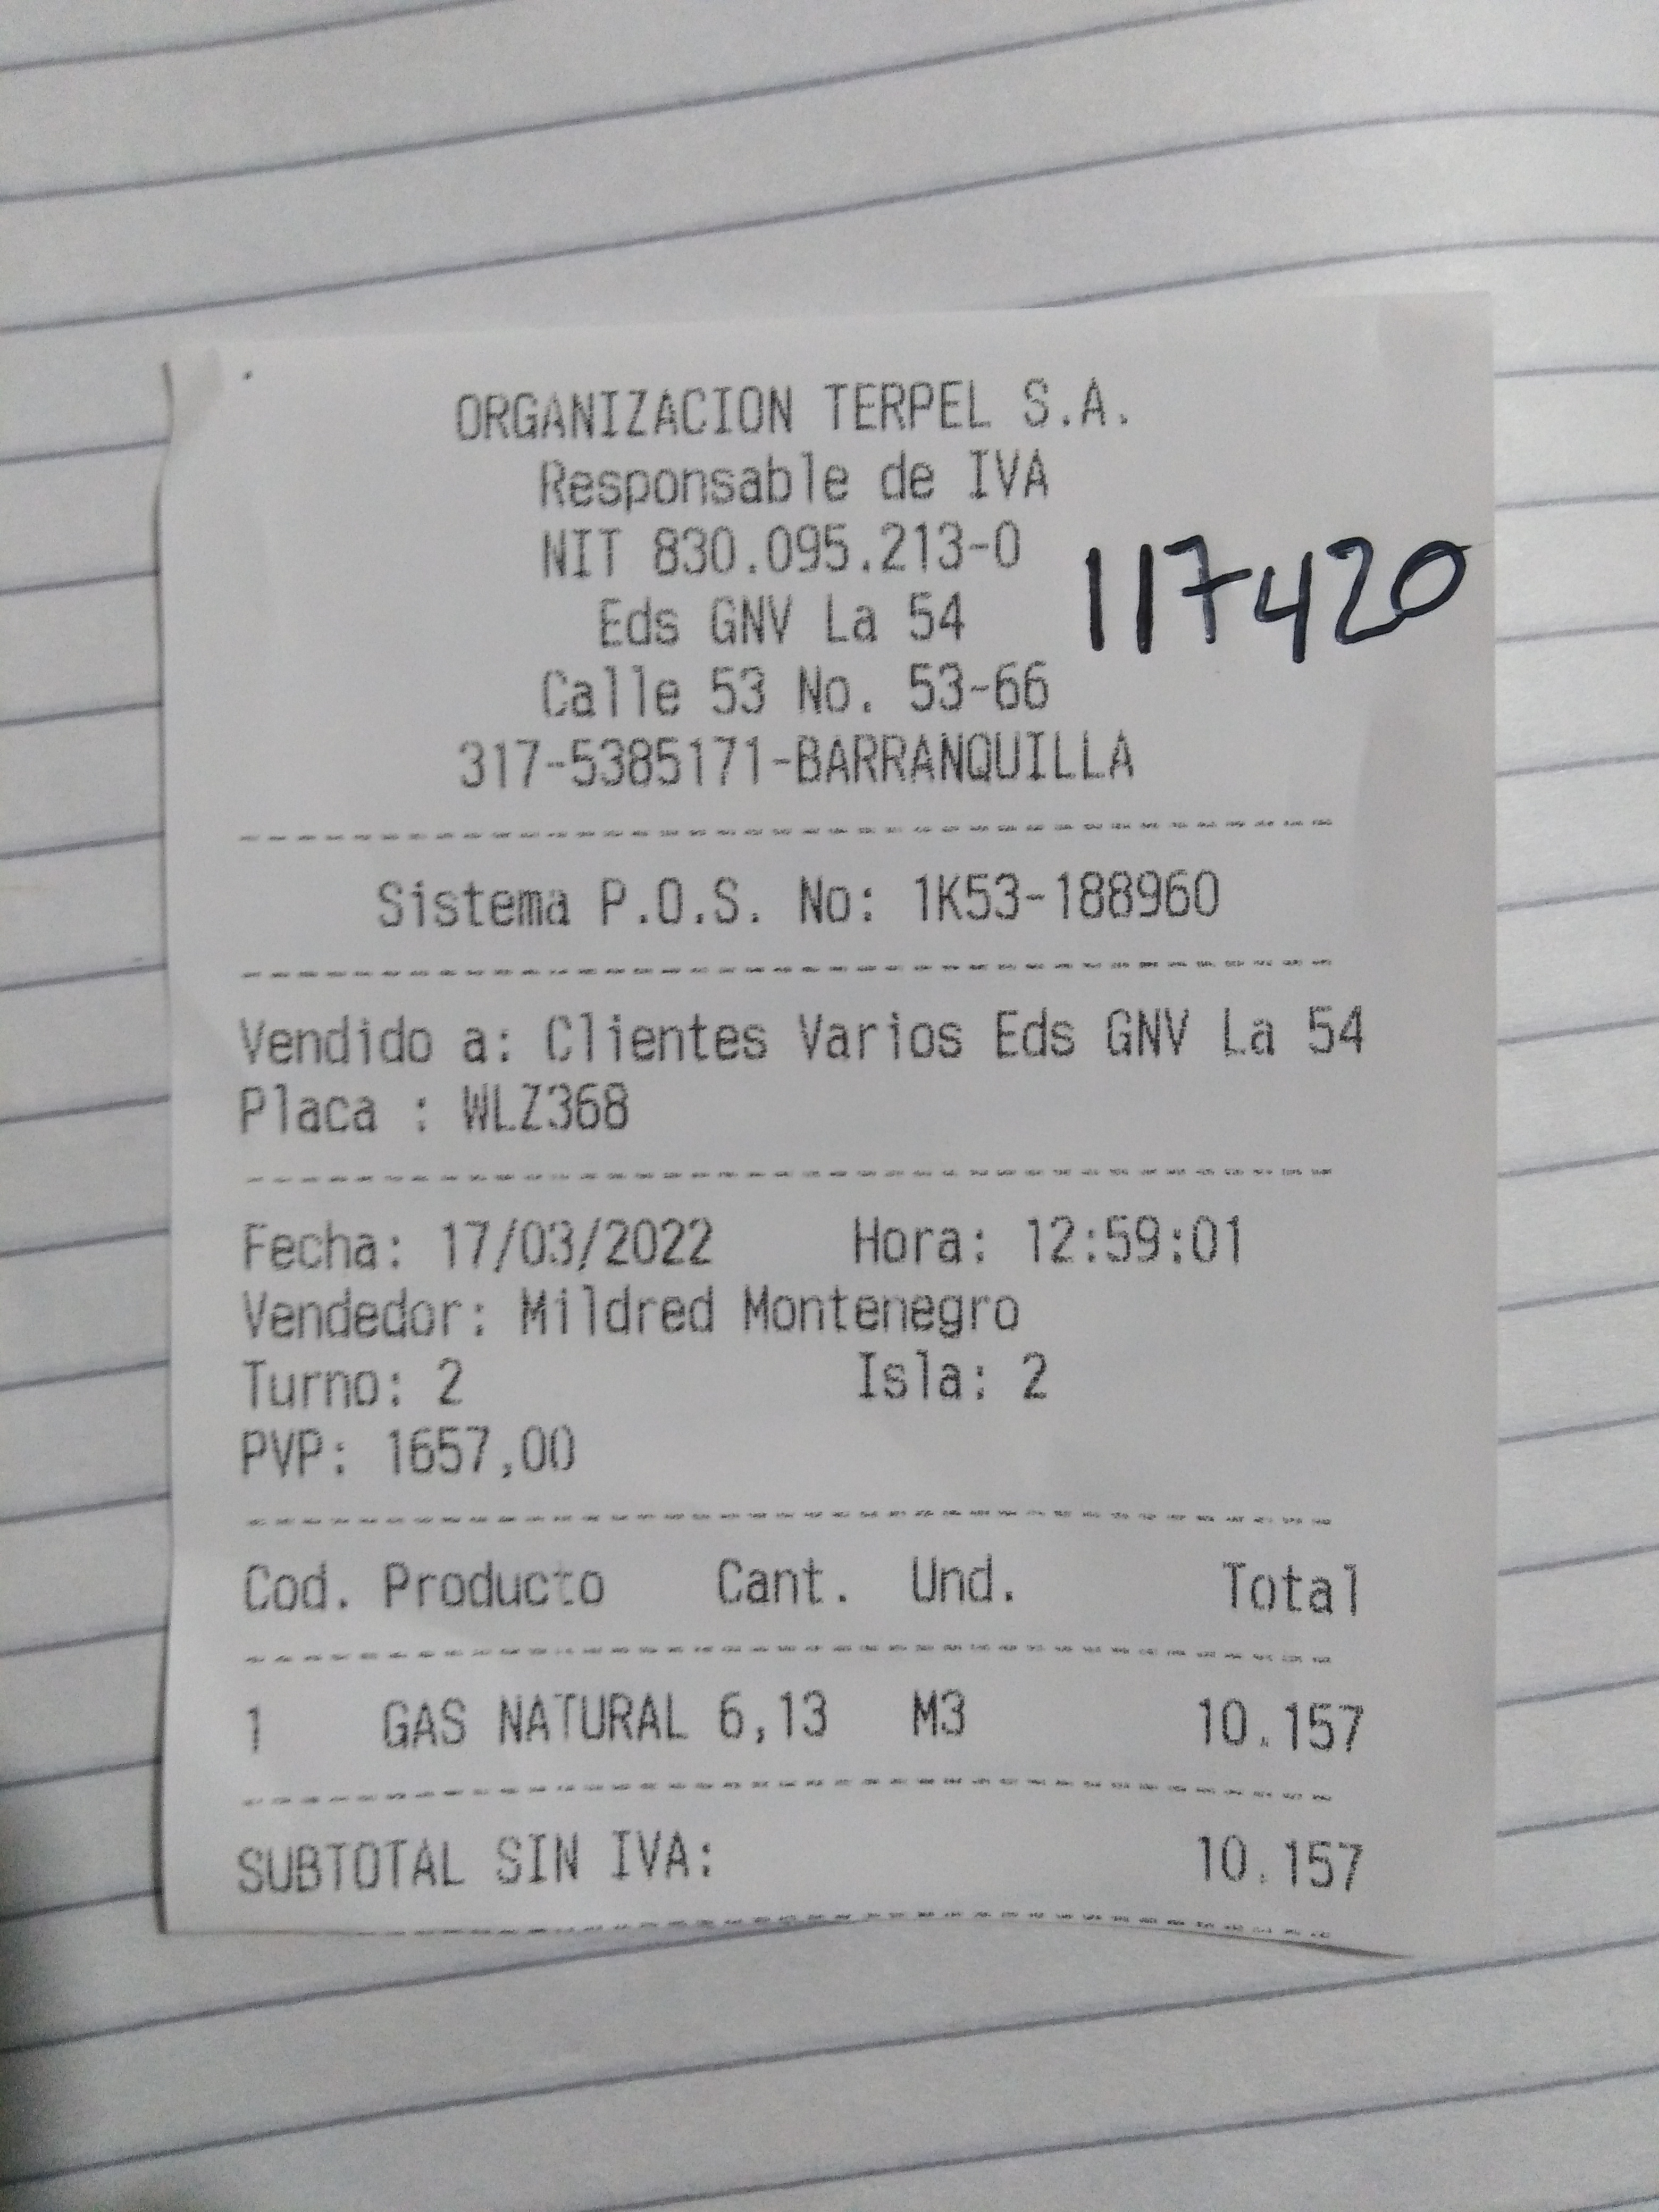 ORGANIZACION TERPEL S.A.
Responsable de IVA
NIT 830.095.213-0
117420
Eds GNV La 54
Calle 53 No. 53-66
317-5385171-BARRANQUILLA
Sistema P.O.S. No: 1K53-188960
Vendido a: Clientes Varios Eds GNV La 54
Placa : WLZ368
Fecha: 17/03/2022 Hora: 12:59:01
Vendedor: Mildred Montenegro
Turno: 2 Isla: 2
PVP: 1657,00
Cod. Producto Cant. Und. Total
1 GAS NATURAL 6,13 M3 10.157
SUBTOTAL SIN IVA: 10.157